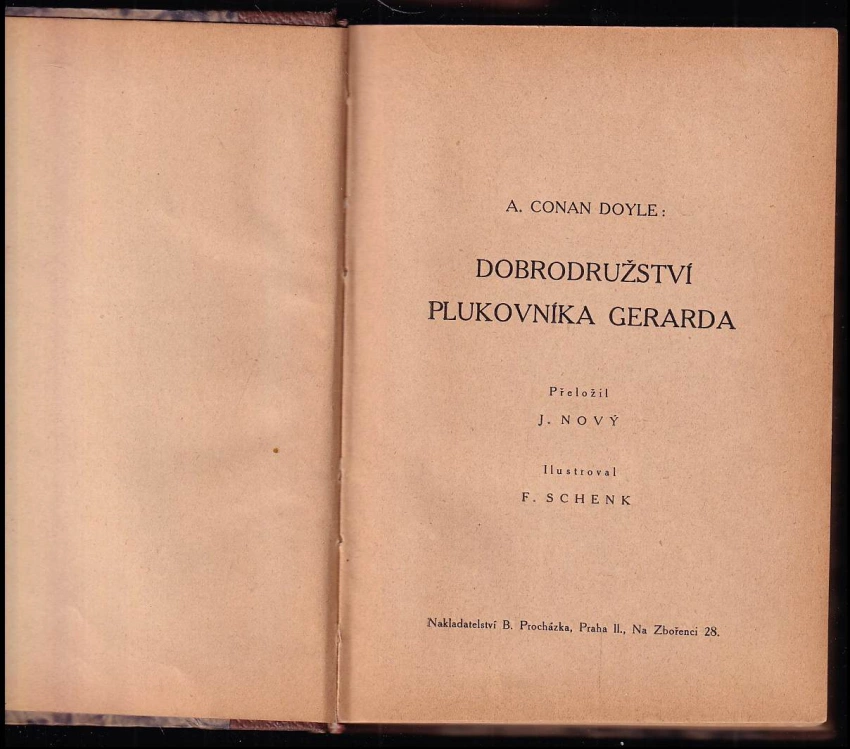 A. CONAN DOYLE:
DOBRODRUŽSTVÍ
PLUKOVNÍKA GERARDA
Přeložil
J. NOVÝ
Ilustroval
F. SCHENK
Nakladatelství B. Procházka, Praha II., Na Zbořenci 28.